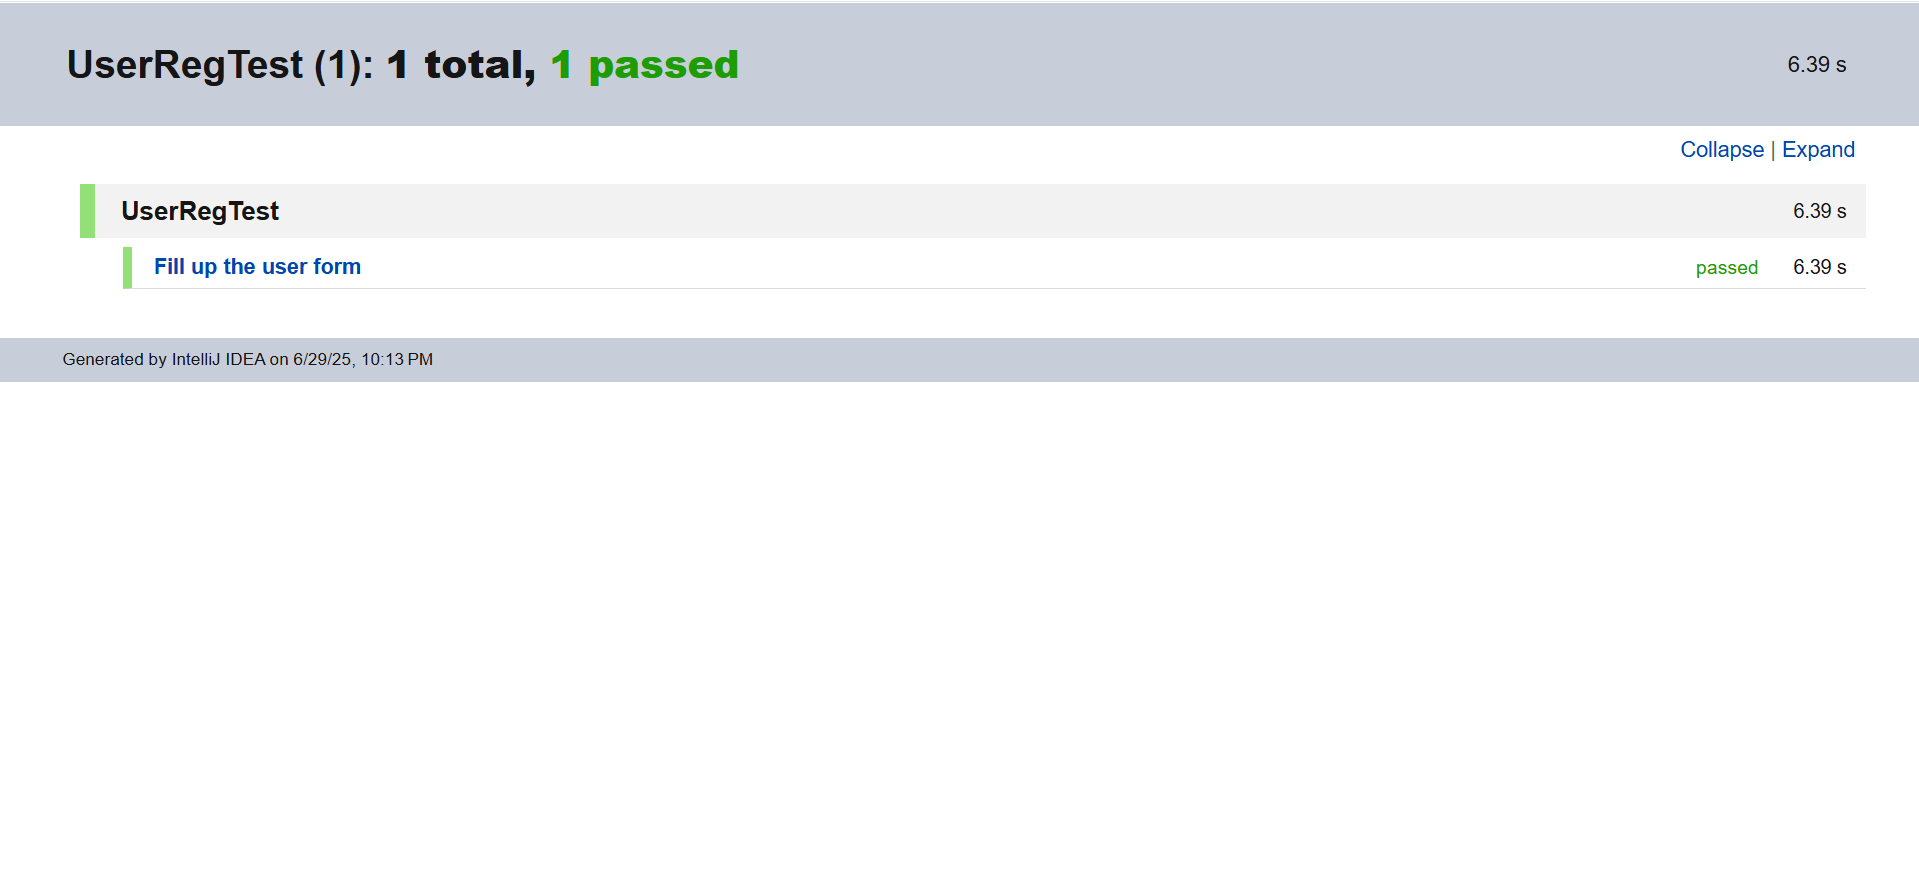 UserRegTest (1): 1 total, 1 passed 6.39 s
Collapse | Expand
UserRegTest 6.39 s
Fill up the user form passed 6.39 s
Generated by IntelliJ IDEA on 6/29/25, 10:13 PM